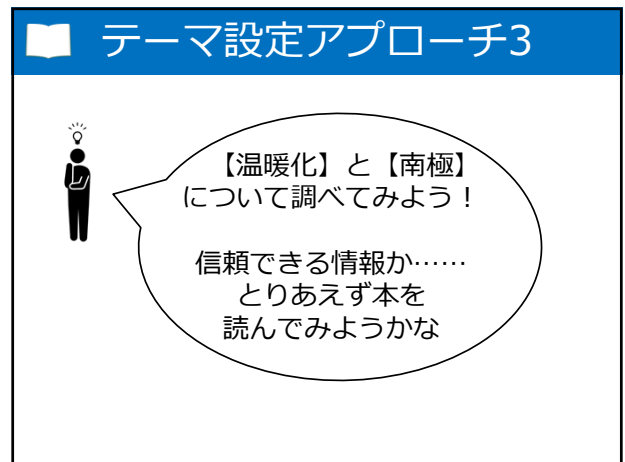 テーマ設定アプローチ3
【温暖化】と【南極】
について調べてみよう！
信頼できる情報か……
とりあえず本を
読んでみようかな